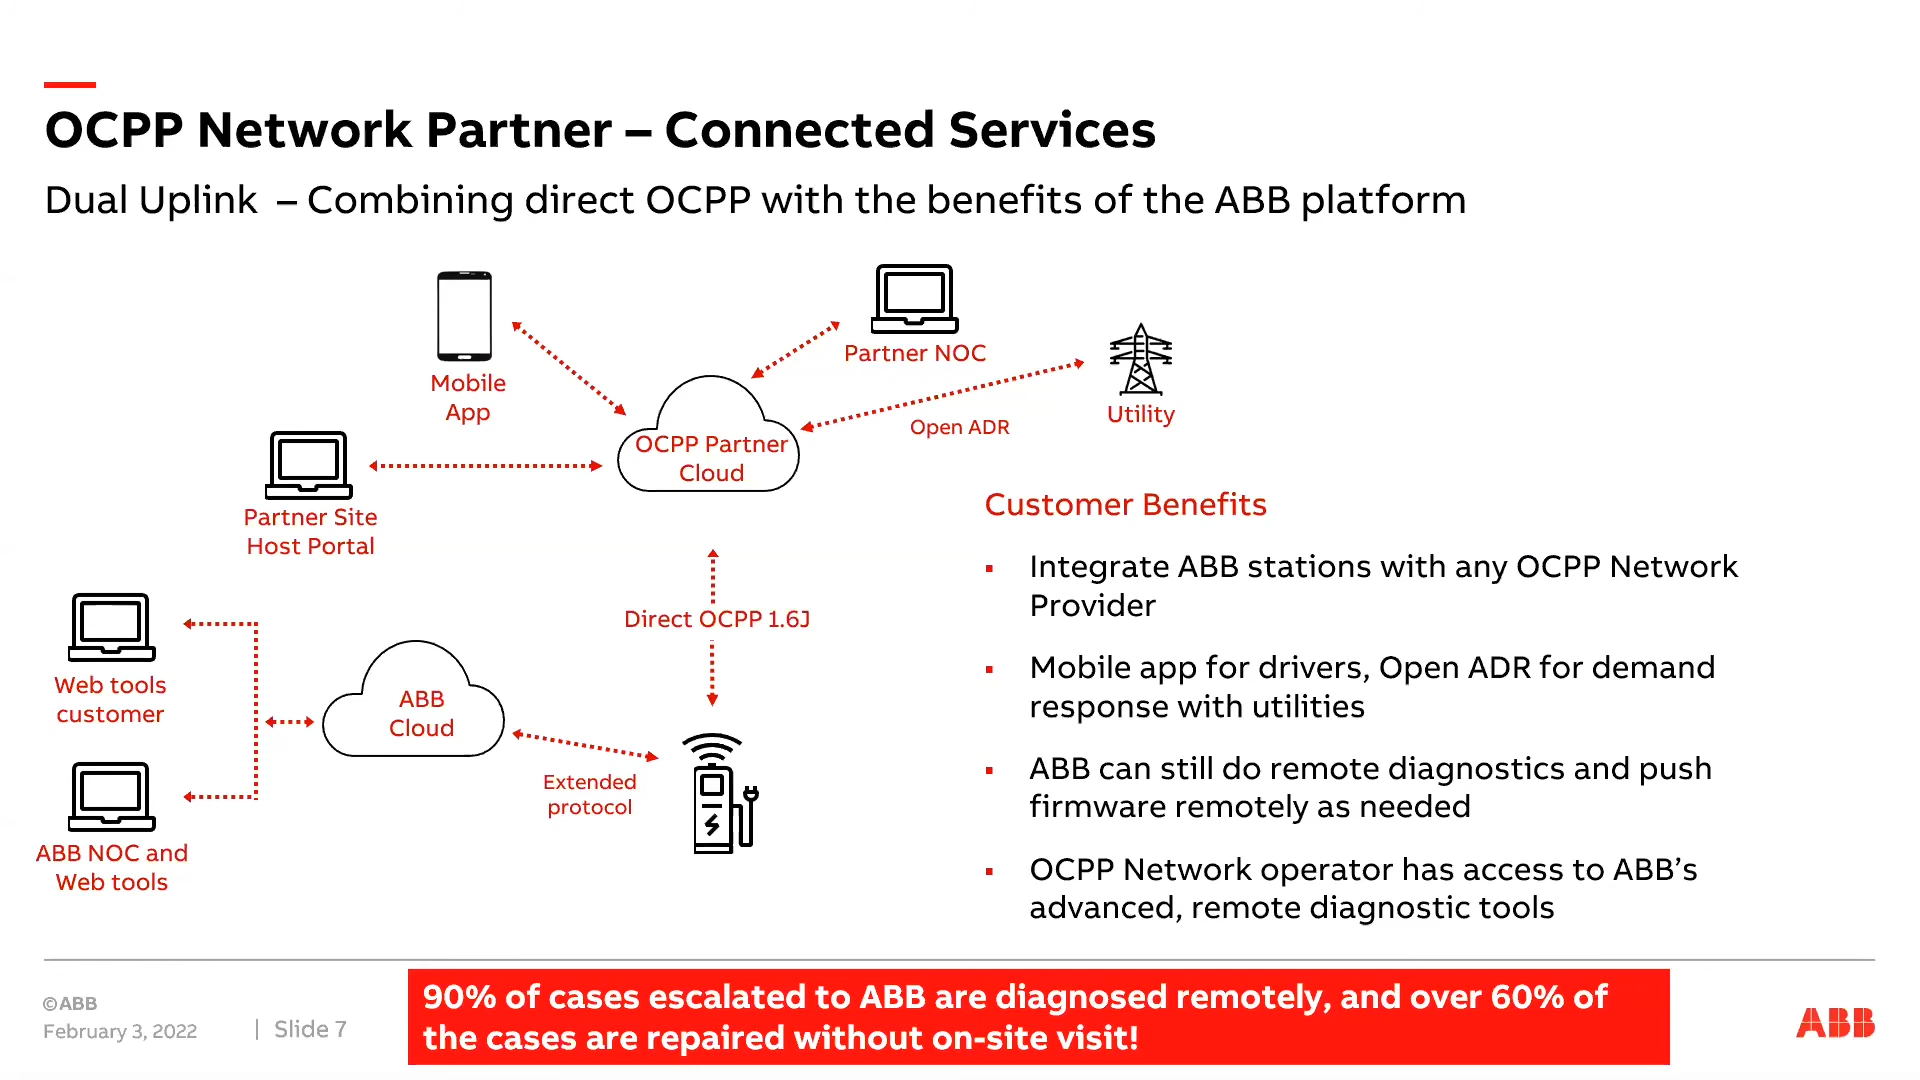 OCPP Network Partner – Connected Services
Dual Uplink – Combining direct OCPP with the benefits of the ABB platform
Mobile
App
Partner NOC
Utility
Open ADR
OCPP Partner
Cloud
Partner Site
Host Portal
Direct OCPP 1.6J
Web tools
customer
ABB
Cloud
Extended
protocol
ABB NOC and
Web tools
Customer Benefits
▪ Integrate ABB stations with any OCPP Network
Provider
▪ Mobile app for drivers, Open ADR for demand
response with utilities
▪ ABB can still do remote diagnostics and push
firmware remotely as needed
▪ OCPP Network operator has access to ABB’s
advanced, remote diagnostic tools
©ABB
February 3, 2022 | Slide 7
90% of cases escalated to ABB are diagnosed remotely, and over 60% of
the cases are repaired without on-site visit!
ABB